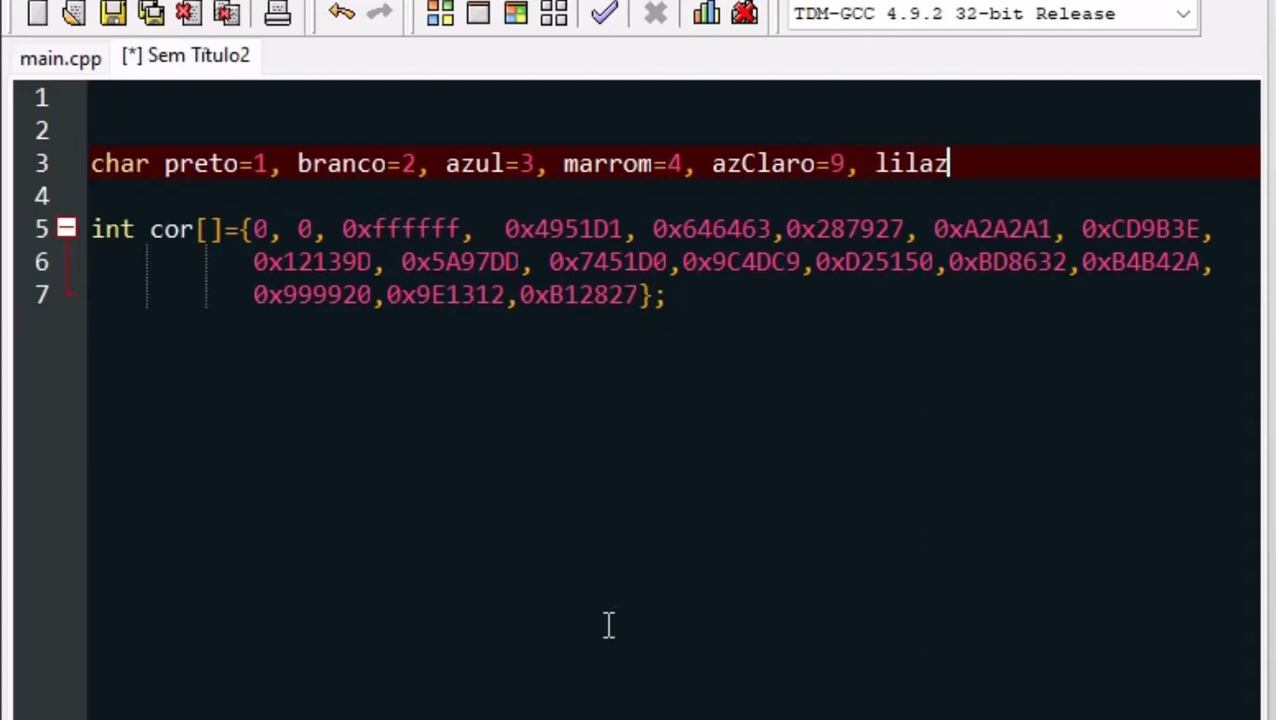 TDM-GCC 4.9.2 32-bit Release
main.cpp [*] Sem Título2
1
2
3 char preto=1, branco=2, azul=3, marrom=4, azClaro=9, lilaz
4
5 int cor[]={0, 0, 0xffffff, 0x4951D1, 0x646463,0x287927, 0xA2A2A1, 0xCD9B3E,
6 0x12139D, 0x5A97DD, 0x7451D0,0x9C4DC9,0xD25150,0xBD8632,0xB4B42A,
7 0x999920,0x9E1312,0xB12827};